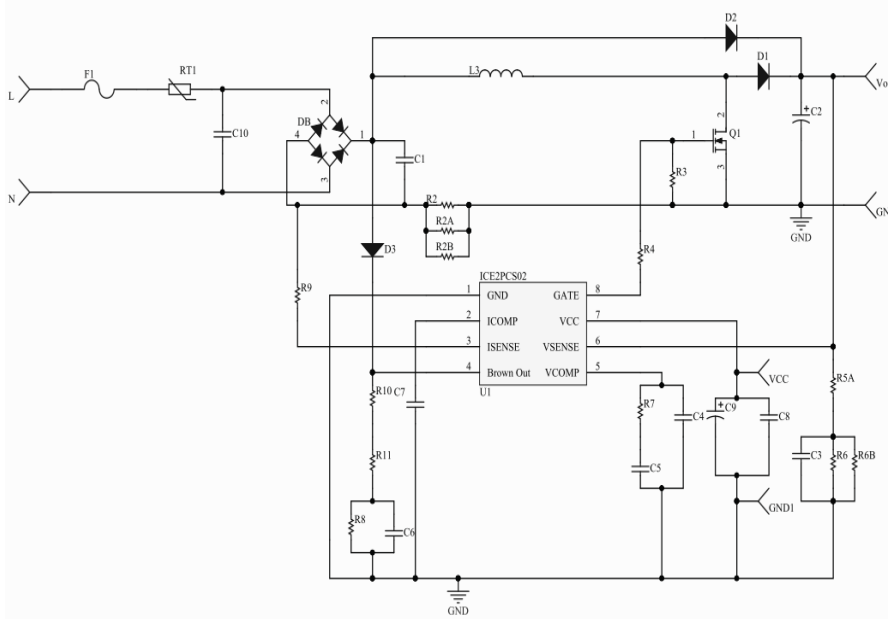 D2
D1
L3
Vo
F1
RT1
L
2
DB
4
1
C10
3
C1
2
1
Q1
3
C2
R3
N
R2
R2A
R2B
GN
GND
D3
R4
R9
ICE2PCS02
1
GND
GATE
8
2
ICOMP
VCC
7
3
ISENSE
VSENSE
6
4
Brown Out
VCOMP
5
U1
VCC
R5A
R10
C7
R7
C4
C9
C8
R11
C5
C3
R6
R6B
R8
C6
GND1
GND